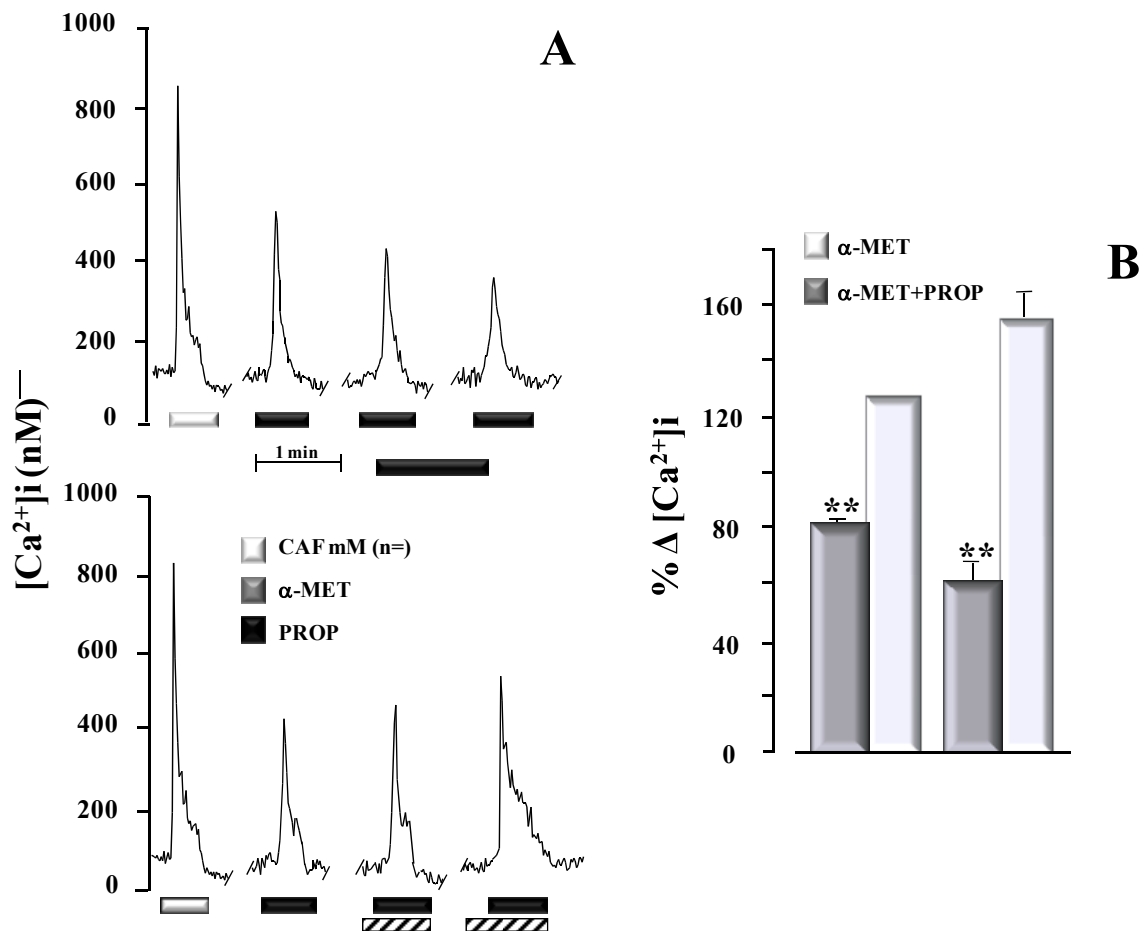 A
[Ca²⁺]i (nM)
1000
800
600
400
200
0
1 min
1000
800
600
400
200
0
CAF mM (n=)
α-MET
PROP
B
% Δ [Ca²⁺]i
α-MET
α-MET+PROP
160
120
80
40
0
**
**